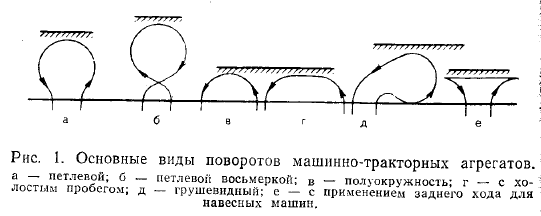 а б в г д е
Рис. 1. Основные виды поворотов машинно-тракторных агрегатов.
а — петлевой; б — петлевой восьмеркой; в — полуокружность; г — с хо-
лостым пробегом; д — грушевидный; е — с применением заднего хода для
навесных машин.